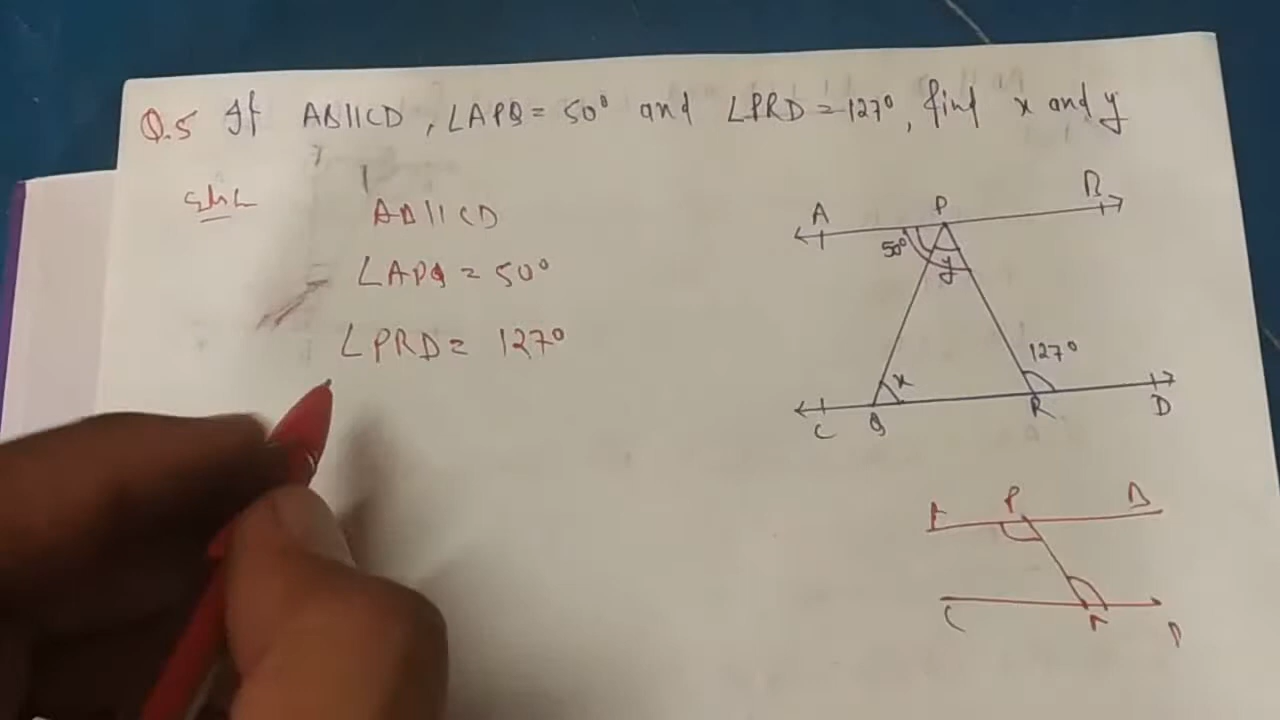 Q.5 If AB||CD, ∠APQ = 50° and ∠PRD = 127°, find x and y
Sol:-
AB||CD
∠APQ = 50°
∠PRD = 127°
A P B
50° y
x 127°
C Q R D
A P B
C R D